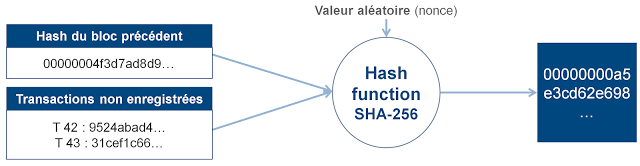 Valeur aléatoire (nonce)
Hash du bloc précédent
00000004f3d7ad8d9…
Transactions non enregistrées
T 42 : 9524abad4…
T 43 : 31cef1c66…
Hash
function
SHA-256
00000000a5
e3cd62e698
…